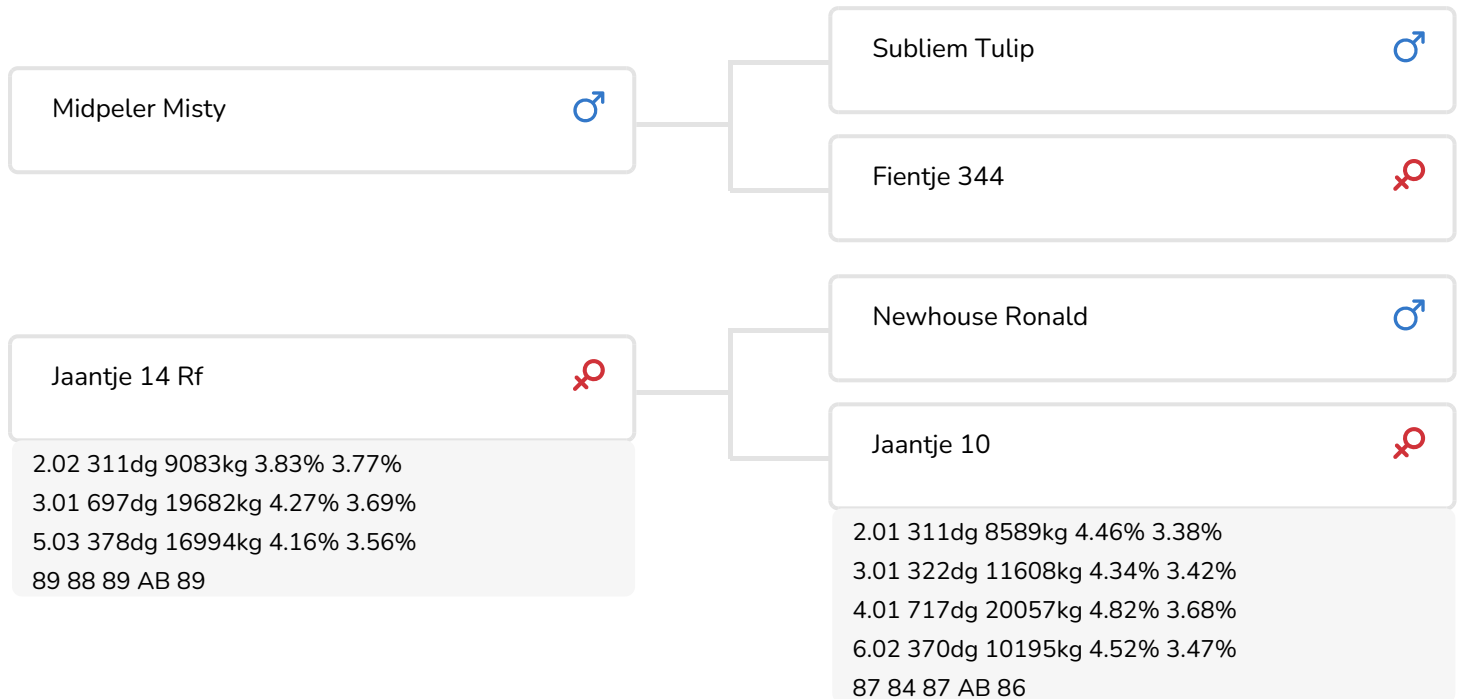 Midpeler Misty
Subliem Tulip
Fientje 344
Jaantje 14 Rf
2.02 311dg 9083kg 3.83% 3.77%
3.01 697dg 19682kg 4.27% 3.69%
5.03 378dg 16994kg 4.16% 3.56%
89 88 89 AB 89
Newhouse Ronald
Jaantje 10
2.01 311dg 8589kg 4.46% 3.38%
3.01 322dg 11608kg 4.34% 3.42%
4.01 717dg 20057kg 4.82% 3.68%
6.02 370dg 10195kg 4.52% 3.47%
87 84 87 AB 86